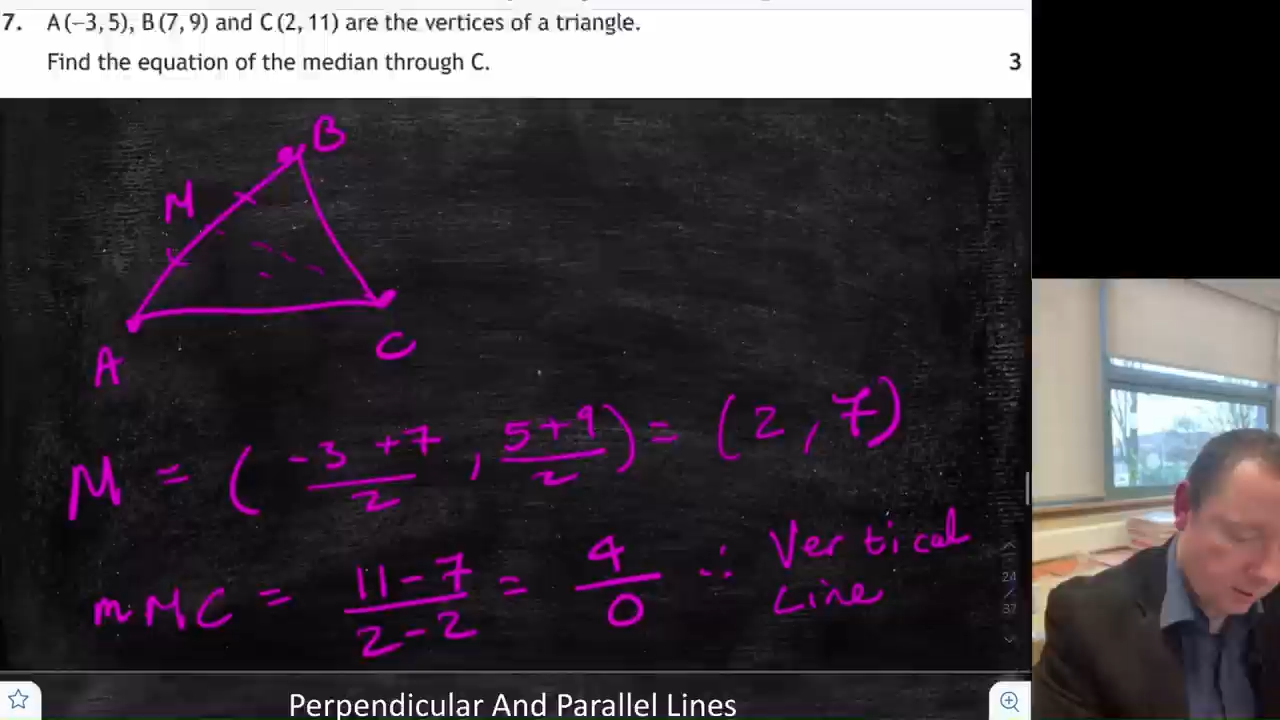 7. A(−3,5), B(7,9) and C(2,11) are the vertices of a triangle.
Find the equation of the median through C. 3
B
M
A
C
M = (-3+7/2, 5+9/2) = (2,7)
mMC = 11-7/2-2 = 4/0 ∴ Vertical
Line
24
/
37
Perpendicular And Parallel Lines